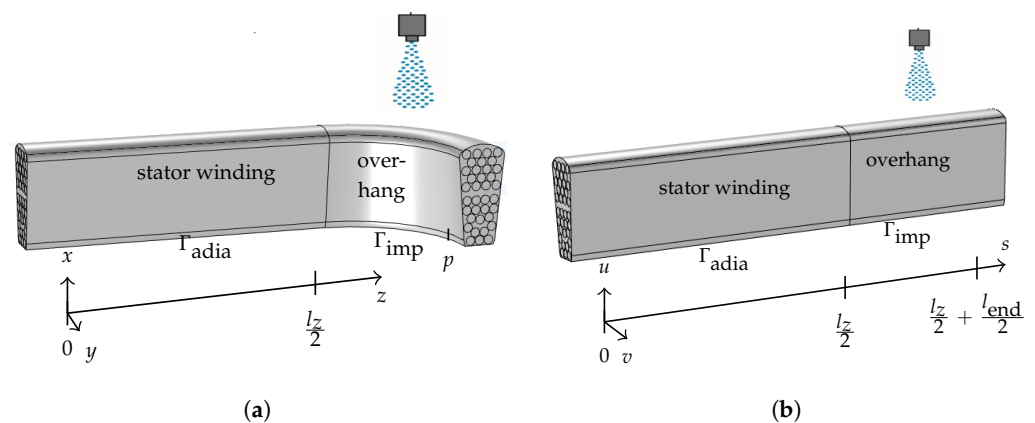 stator winding
over-
hang
Γadia
Γimp
p
x
z
lz/2
0 y
(a)
stator winding
overhang
Γadia
Γimp
s
u
lz/2
lz/2 + lend/2
0 v
(b)